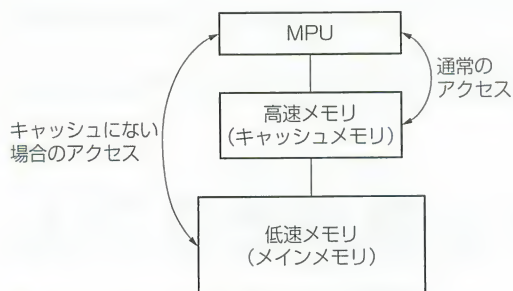 MPU
通常の
アクセス
高速メモリ
(キャッシュメモリ)
キャッシュにない
場合のアクセス
低速メモリ
(メインメモリ)